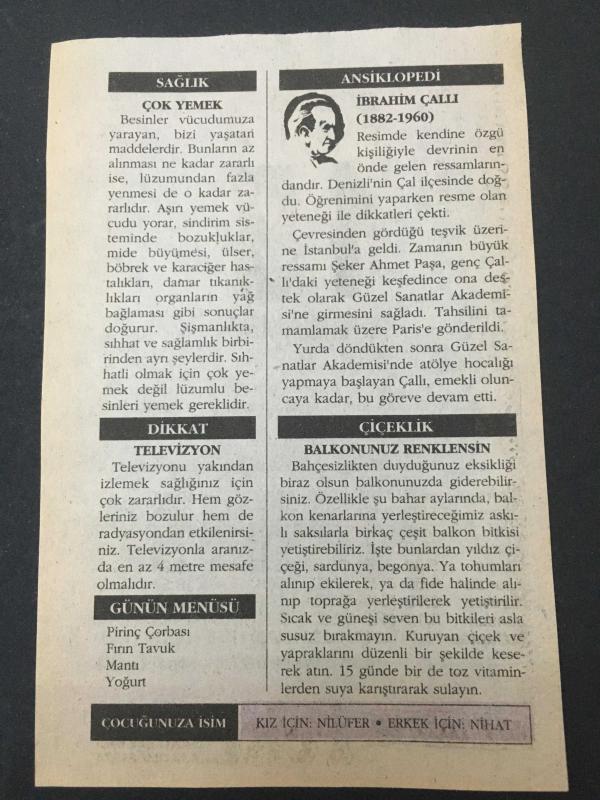 SAĞLIK
ÇOK YEMEK
Besinler vücudumuza
yarayan, bizi yaşatan
maddelerdir. Bunların az
alınması ne kadar zararlı
ise, lüzumundan fazla
yenmesi de o kadar za-
rarlıdır. Aşırı yemek vü-
cudu yorar, sindirim sis-
teminde bozukluklar,
mide büyümesi, ülser,
böbrek ve karaciğer has-
talıkları, damar tıkanık-
lıkları organların yağ
bağlaması gibi sonuçlar
doğurur. Şişmanlıkta,
sıhhat ve sağlamlık birbi-
rinden ayrı şeylerdir. Sıh-
hatli olmak için çok ye-
mek değil lüzumlu be-
sinleri yemek gereklidir.
DİKKAT
TELEVİZYON
Televizyonu yakından
izlemek sağlığınız için
çok zararlıdır. Hem göz-
leriniz bozulur hem de
radyasyondan etkilenirsi-
niz. Televizyonla aranız-
da en az 4 metre mesafe
olmalıdır.
GÜNÜN MENÜSÜ
Pirinç Çorbası
Fırın Tavuk
Mantı
Yoğurt
ANSİKLOPEDİ
İBRAHİM ÇALLI
(1882-1960)
Resimde kendine özgü
kişiliğiyle devrinin en
önde gelen ressamların-
dandır. Denizli'nin Çal ilçesinde doğ-
du. Öğrenimini yaparken resme olan
yeteneği ile dikkatleri çekti.
Çevresinden gördüğü teşvik üzeri-
ne İstanbul'a geldi. Zamanın büyük
ressamı Şeker Ahmet Paşa, genç Çal-
lı'daki yeteneği keşfedince ona des-
tek olarak Güzel Sanatlar Akademi-
si'ne girmesini sağladı. Tahsilini ta-
mamlamak üzere Paris'e gönderildi.
Yurda döndükten sonra Güzel Sa-
natlar Akademisi'nde atölye hocalığı
yapmaya başlayan Çallı, emekli olun-
caya kadar, bu göreve devam etti.
ÇİÇEKLİK
BALKONUNUZ RENKLENSİN
Bahçesizlikten duyduğunuz eksikliği
biraz olsun balkonunuzda giderebilir-
siniz. Özellikle şu bahar aylarında, bal-
kon kenarlarına yerleştireceğimiz askı-
lı saksılarla birkaç çeşit balkon bitkisi
yetiştirebiliriz. İşte bunlardan yıldız çi-
çeği, sardunya, begonya. Ya tohumları
alınıp ekilerek, ya da fide halinde alı-
nıp toprağa yerleştirilerek yetiştirilir.
Sıcak ve güneşi seven bu bitkileri asla
susuz bırakmayın. Kuruyan çiçek ve
yapraklarını düzenli bir şekilde kese-
rek atın. 15 günde bir de toz vitamin-
lerden suya karıştırarak sulayın.
ÇOCUĞUNUZA İSİM
KIZ İÇİN: NİLÜFER • ERKEK İÇİN: NİHAT